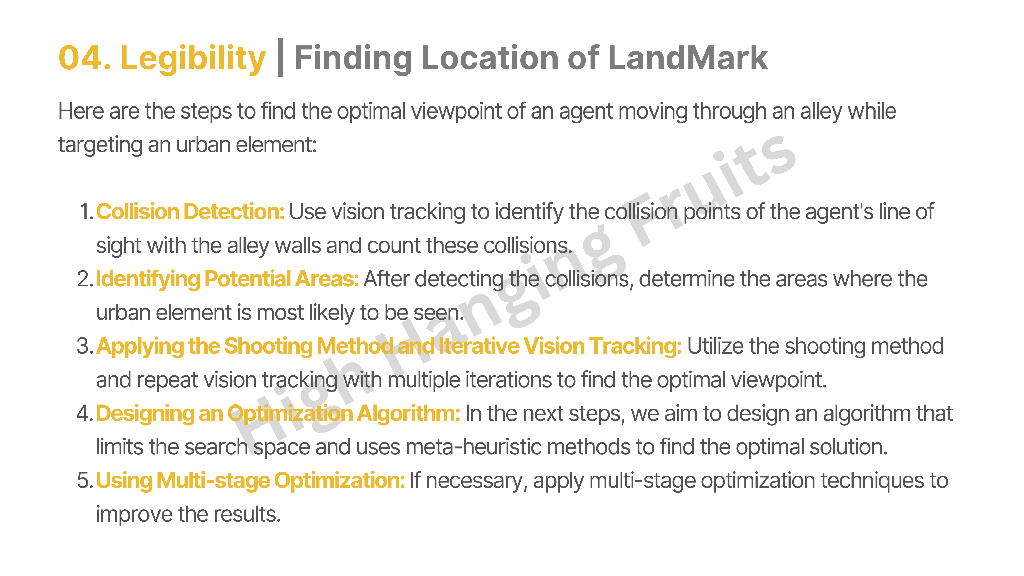 04. Legibility | Finding Location of LandMark
Here are the steps to find the optimal viewpoint of an agent moving through an alley while
targeting an urban element:
1. Collision Detection: Use vision tracking to identify the collision points of the agent's line of
sight with the alley walls and count these collisions.
2. Identifying Potential Areas: After detecting the collisions, determine the areas where the
urban element is most likely to be seen.
3. Applying the Shooting Method and Iterative Vision Tracking: Utilize the shooting method
and repeat vision tracking with multiple iterations to find the optimal viewpoint.
4. Designing an Optimization Algorithm: In the next steps, we aim to design an algorithm that
limits the search space and uses meta-heuristic methods to find the optimal solution.
5. Using Multi-stage Optimization: If necessary, apply multi-stage optimization techniques to
improve the results.
High Hanging Fruits